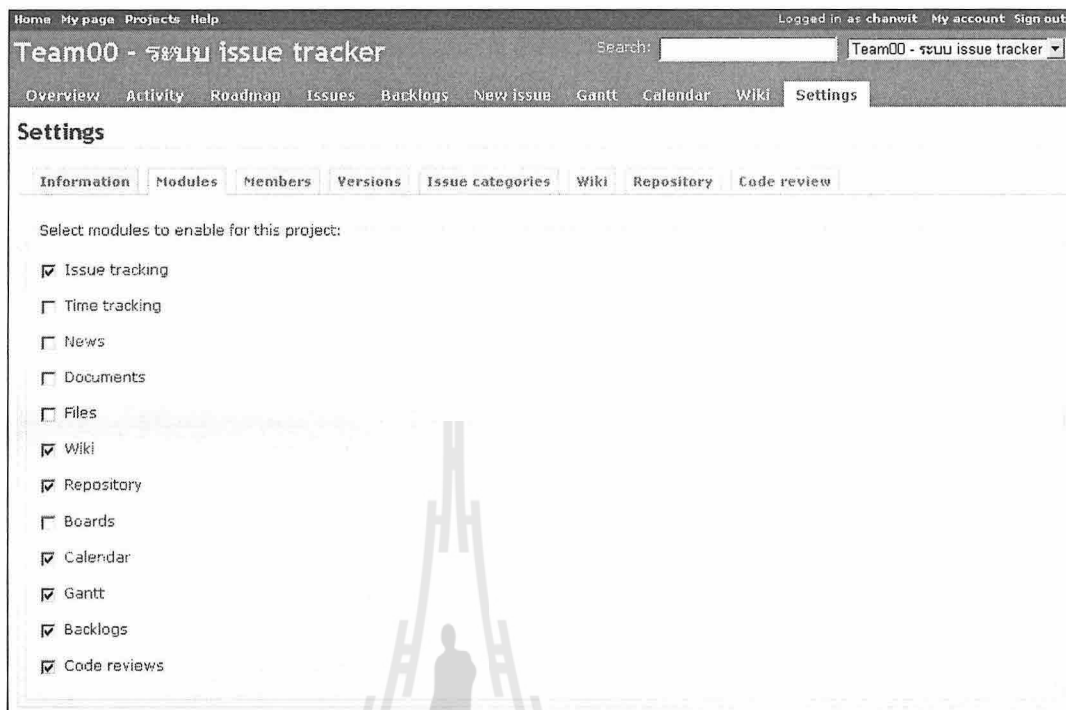 Home My page Projects Help Logged in as chanwit My account Sign out
Team00 - ระบบ issue tracker Search: Team00 - ระบบ issue tracker
Overview Activity Roadmap Issues Backlogs New issue Gantt Calendar Wiki Settings
Settings
Information Modules Members Versions Issue categories Wiki Repository Code review
Select modules to enable for this project:
Issue tracking
Time tracking
News
Documents
Files
Wiki
Repository
Boards
Calendar
Gantt
Backlogs
Code reviews